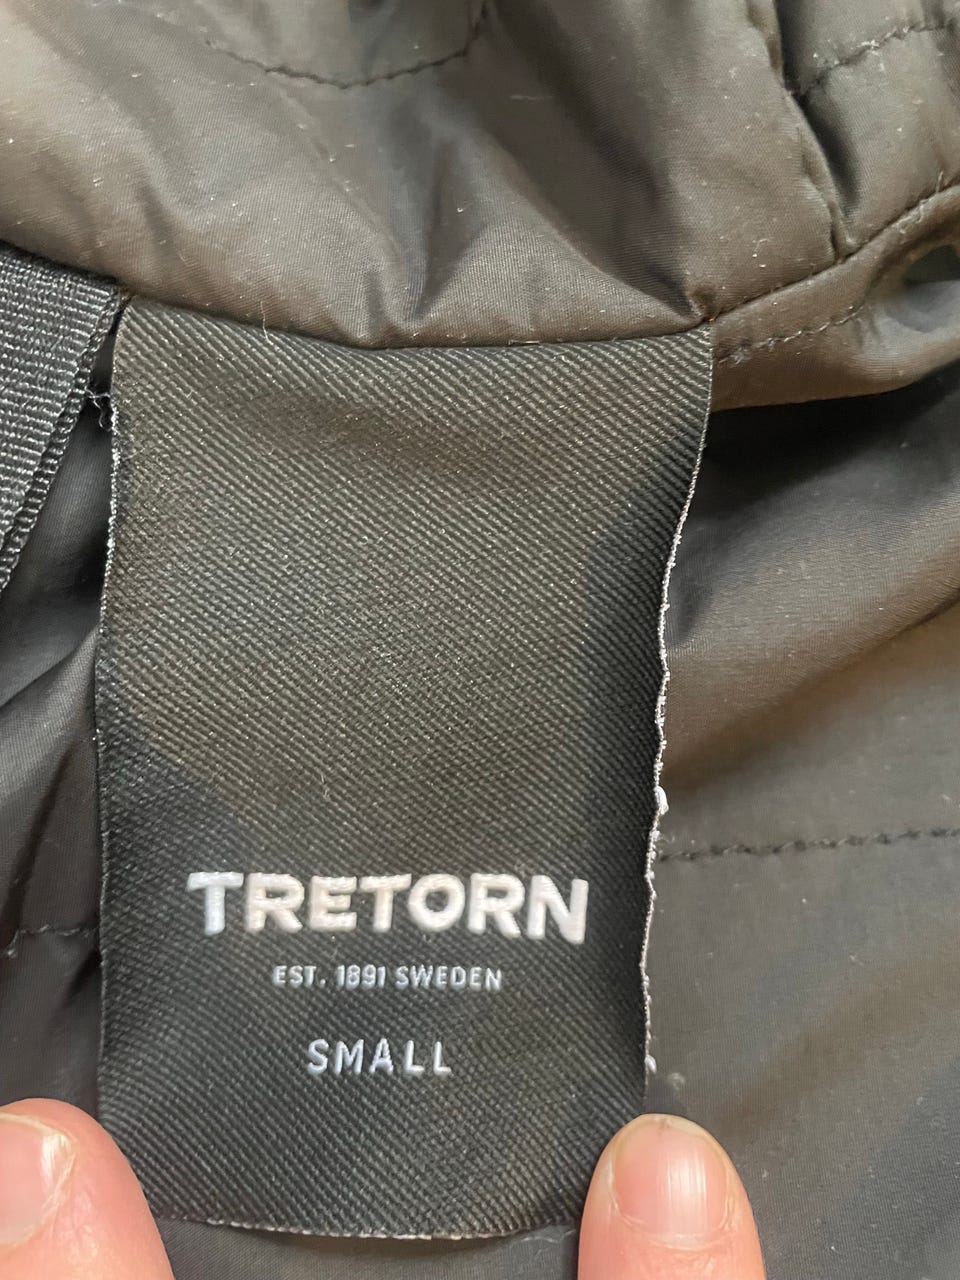 TRETORN
EST. 1891 SWEDEN
SMALL